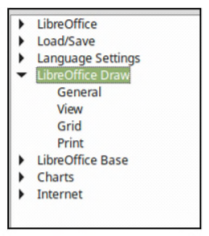 LibreOffice
Load/Save
Language Settings
LibreOffice Draw
General
View
Grid
Print
LibreOffice Base
Charts
Internet